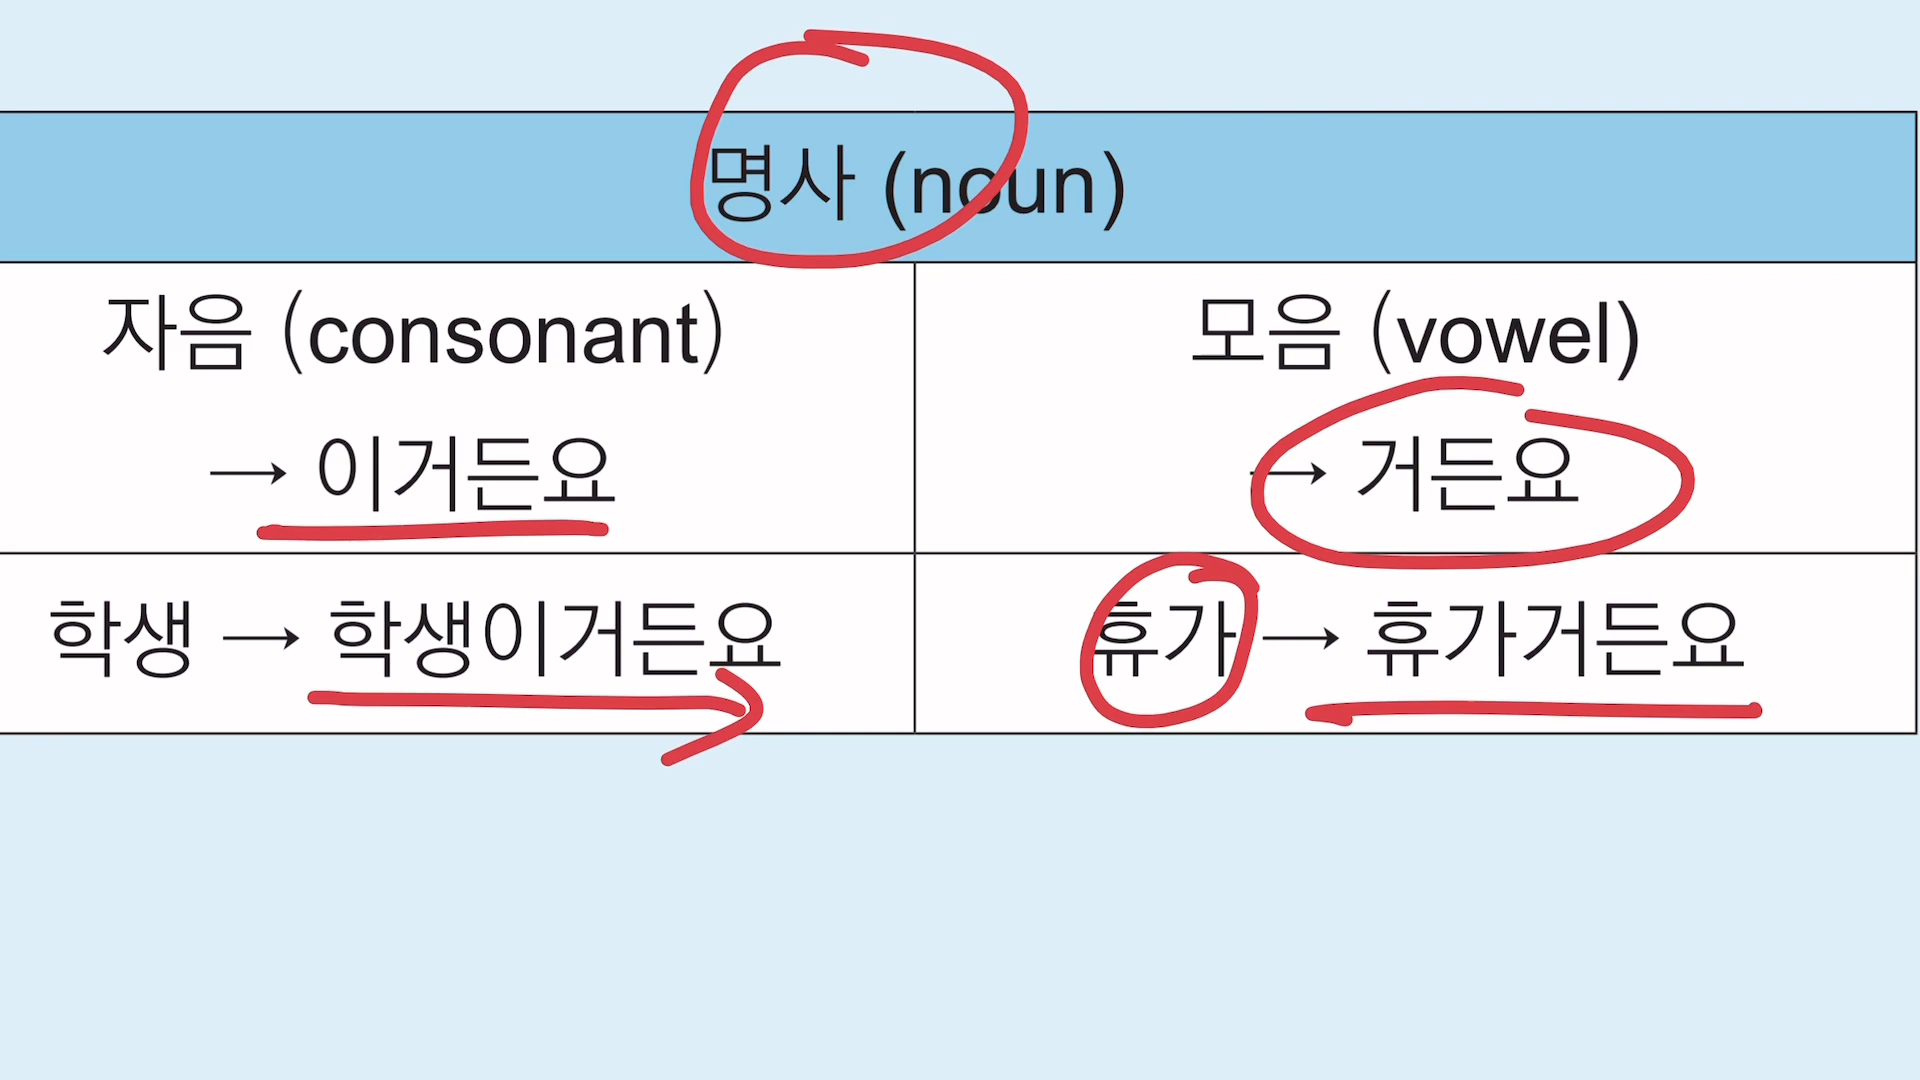 명사 (noun)
자음 (consonant)
→ 이거든요
모음 (vowel)
→ 거든요
학생 → 학생이거든요
휴가 → 휴가거든요